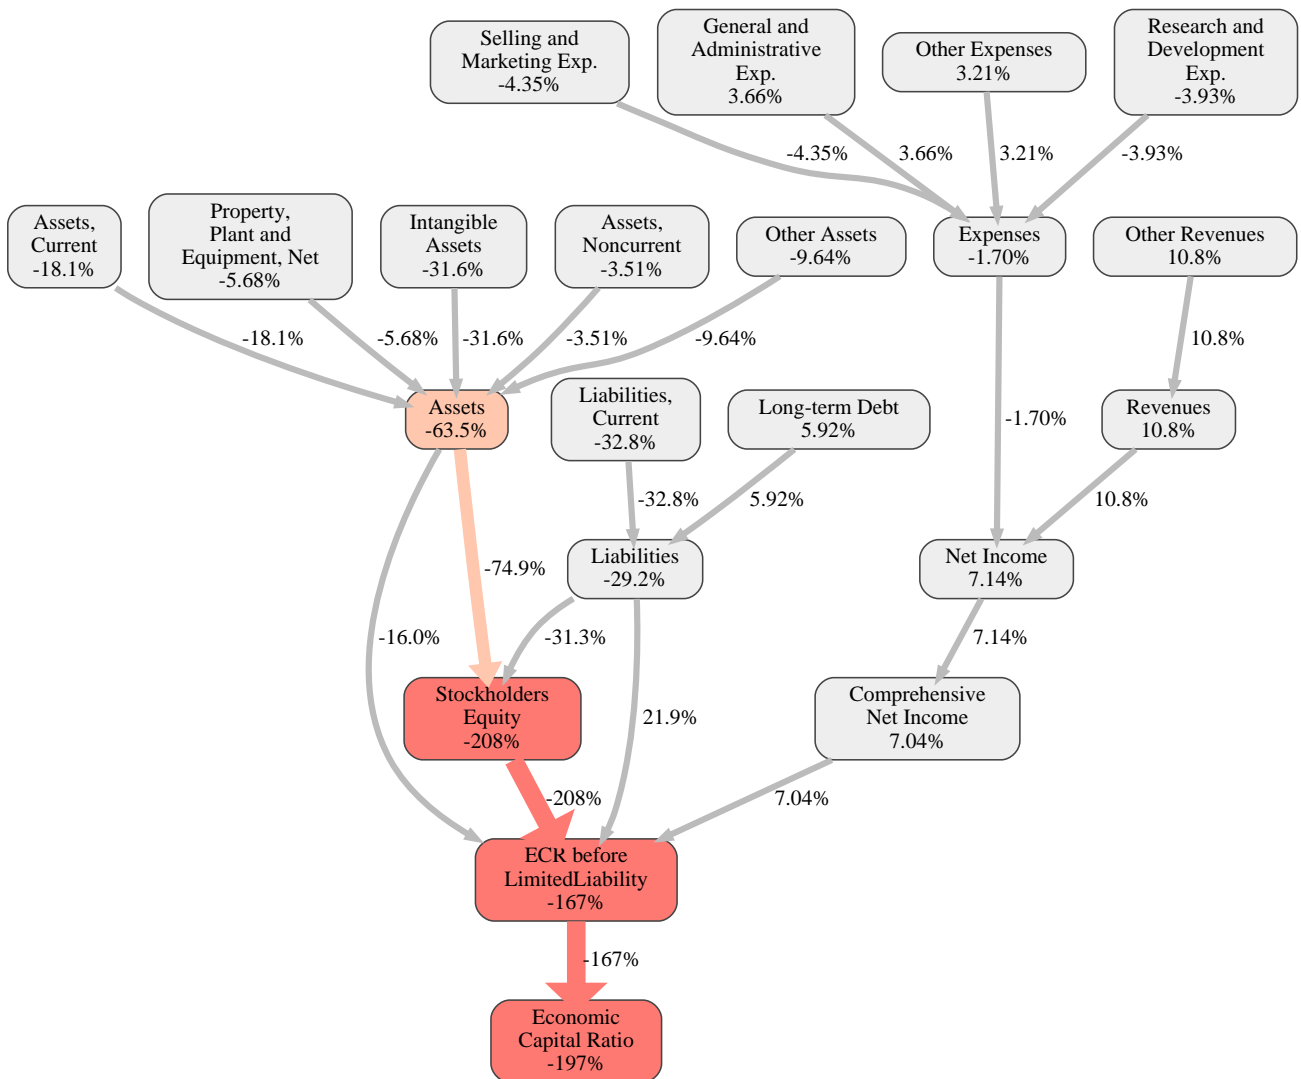 Selling and
Marketing Exp.
-4.35%
General and
Administrative
Exp.
3.66%
Other Expenses
3.21%
Research and
Development
Exp.
-3.93%
-4.35%
3.66%
3.21%
-3.93%
Assets,
Current
-18.1%
Property,
Plant and
Equipment, Net
-5.68%
Intangible
Assets
-31.6%
Assets,
Noncurrent
-3.51%
Other Assets
-9.64%
Expenses
-1.70%
Other Revenues
10.8%
-18.1%
-5.68%
-31.6%
-3.51%
-9.64%
10.8%
Assets
-63.5%
Liabilities,
Current
-32.8%
Long-term Debt
5.92%
-1.70%
Revenues
10.8%
-32.8%
5.92%
10.8%
-74.9%
Liabilities
-29.2%
Net Income
7.14%
-16.0%
-31.3%
7.14%
Stockholders
Equity
-208%
21.9%
Comprehensive
Net Income
7.04%
-208%
7.04%
ECR before
LimitedLiability
-167%
-167%
Economic
Capital Ratio
-197%